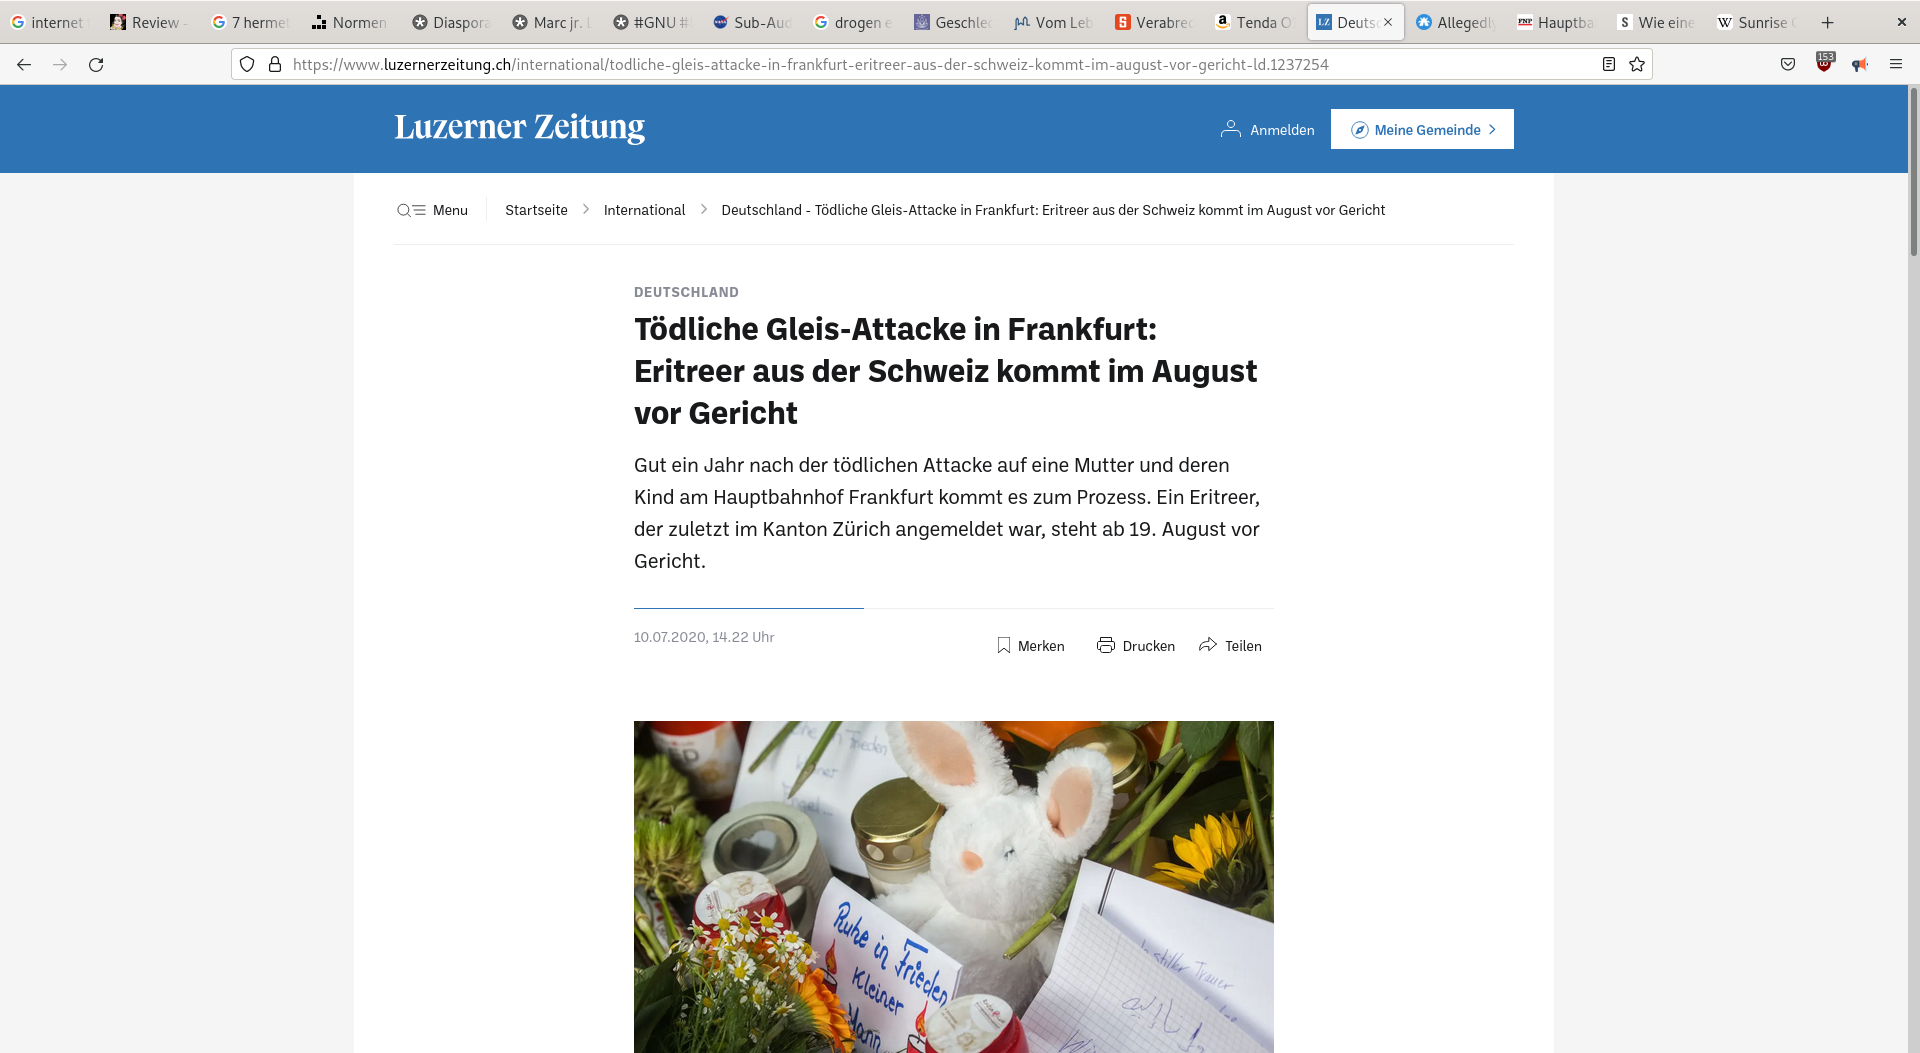 internet
Review -
7 hermet
Normen
Diaspora
Marc jr.
#GNU #
Sub-Aud
drogen e
Geschlec
Vom Leb
Verabred
Tenda O
Deutsc
Allegedly
Hauptba
Wie eine
Sunrise
https://www.luzernerzeitung.ch/international/todliche-gleis-attacke-in-frankfurt-eritreer-aus-der-schweiz-kommt-im-august-vor-gericht-ld.1237254
153
Luzerner Zeitung
Anmelden
Meine Gemeinde
Menu
Startseite
International
Deutschland - Tödliche Gleis-Attacke in Frankfurt: Eritreer aus der Schweiz kommt im August vor Gericht
DEUTSCHLAND
Tödliche Gleis-Attacke in Frankfurt:
Eritreer aus der Schweiz kommt im August
vor Gericht
Gut ein Jahr nach der tödlichen Attacke auf eine Mutter und deren
Kind am Hauptbahnhof Frankfurt kommt es zum Prozess. Ein Eritreer,
der zuletzt im Kanton Zürich angemeldet war, steht ab 19. August vor
Gericht.
10.07.2020, 14.22 Uhr
Merken
Drucken
Teilen
Frieden
Kleiner
Ruhe in
Frieden
Kleiner
Mann
stiller Trauer